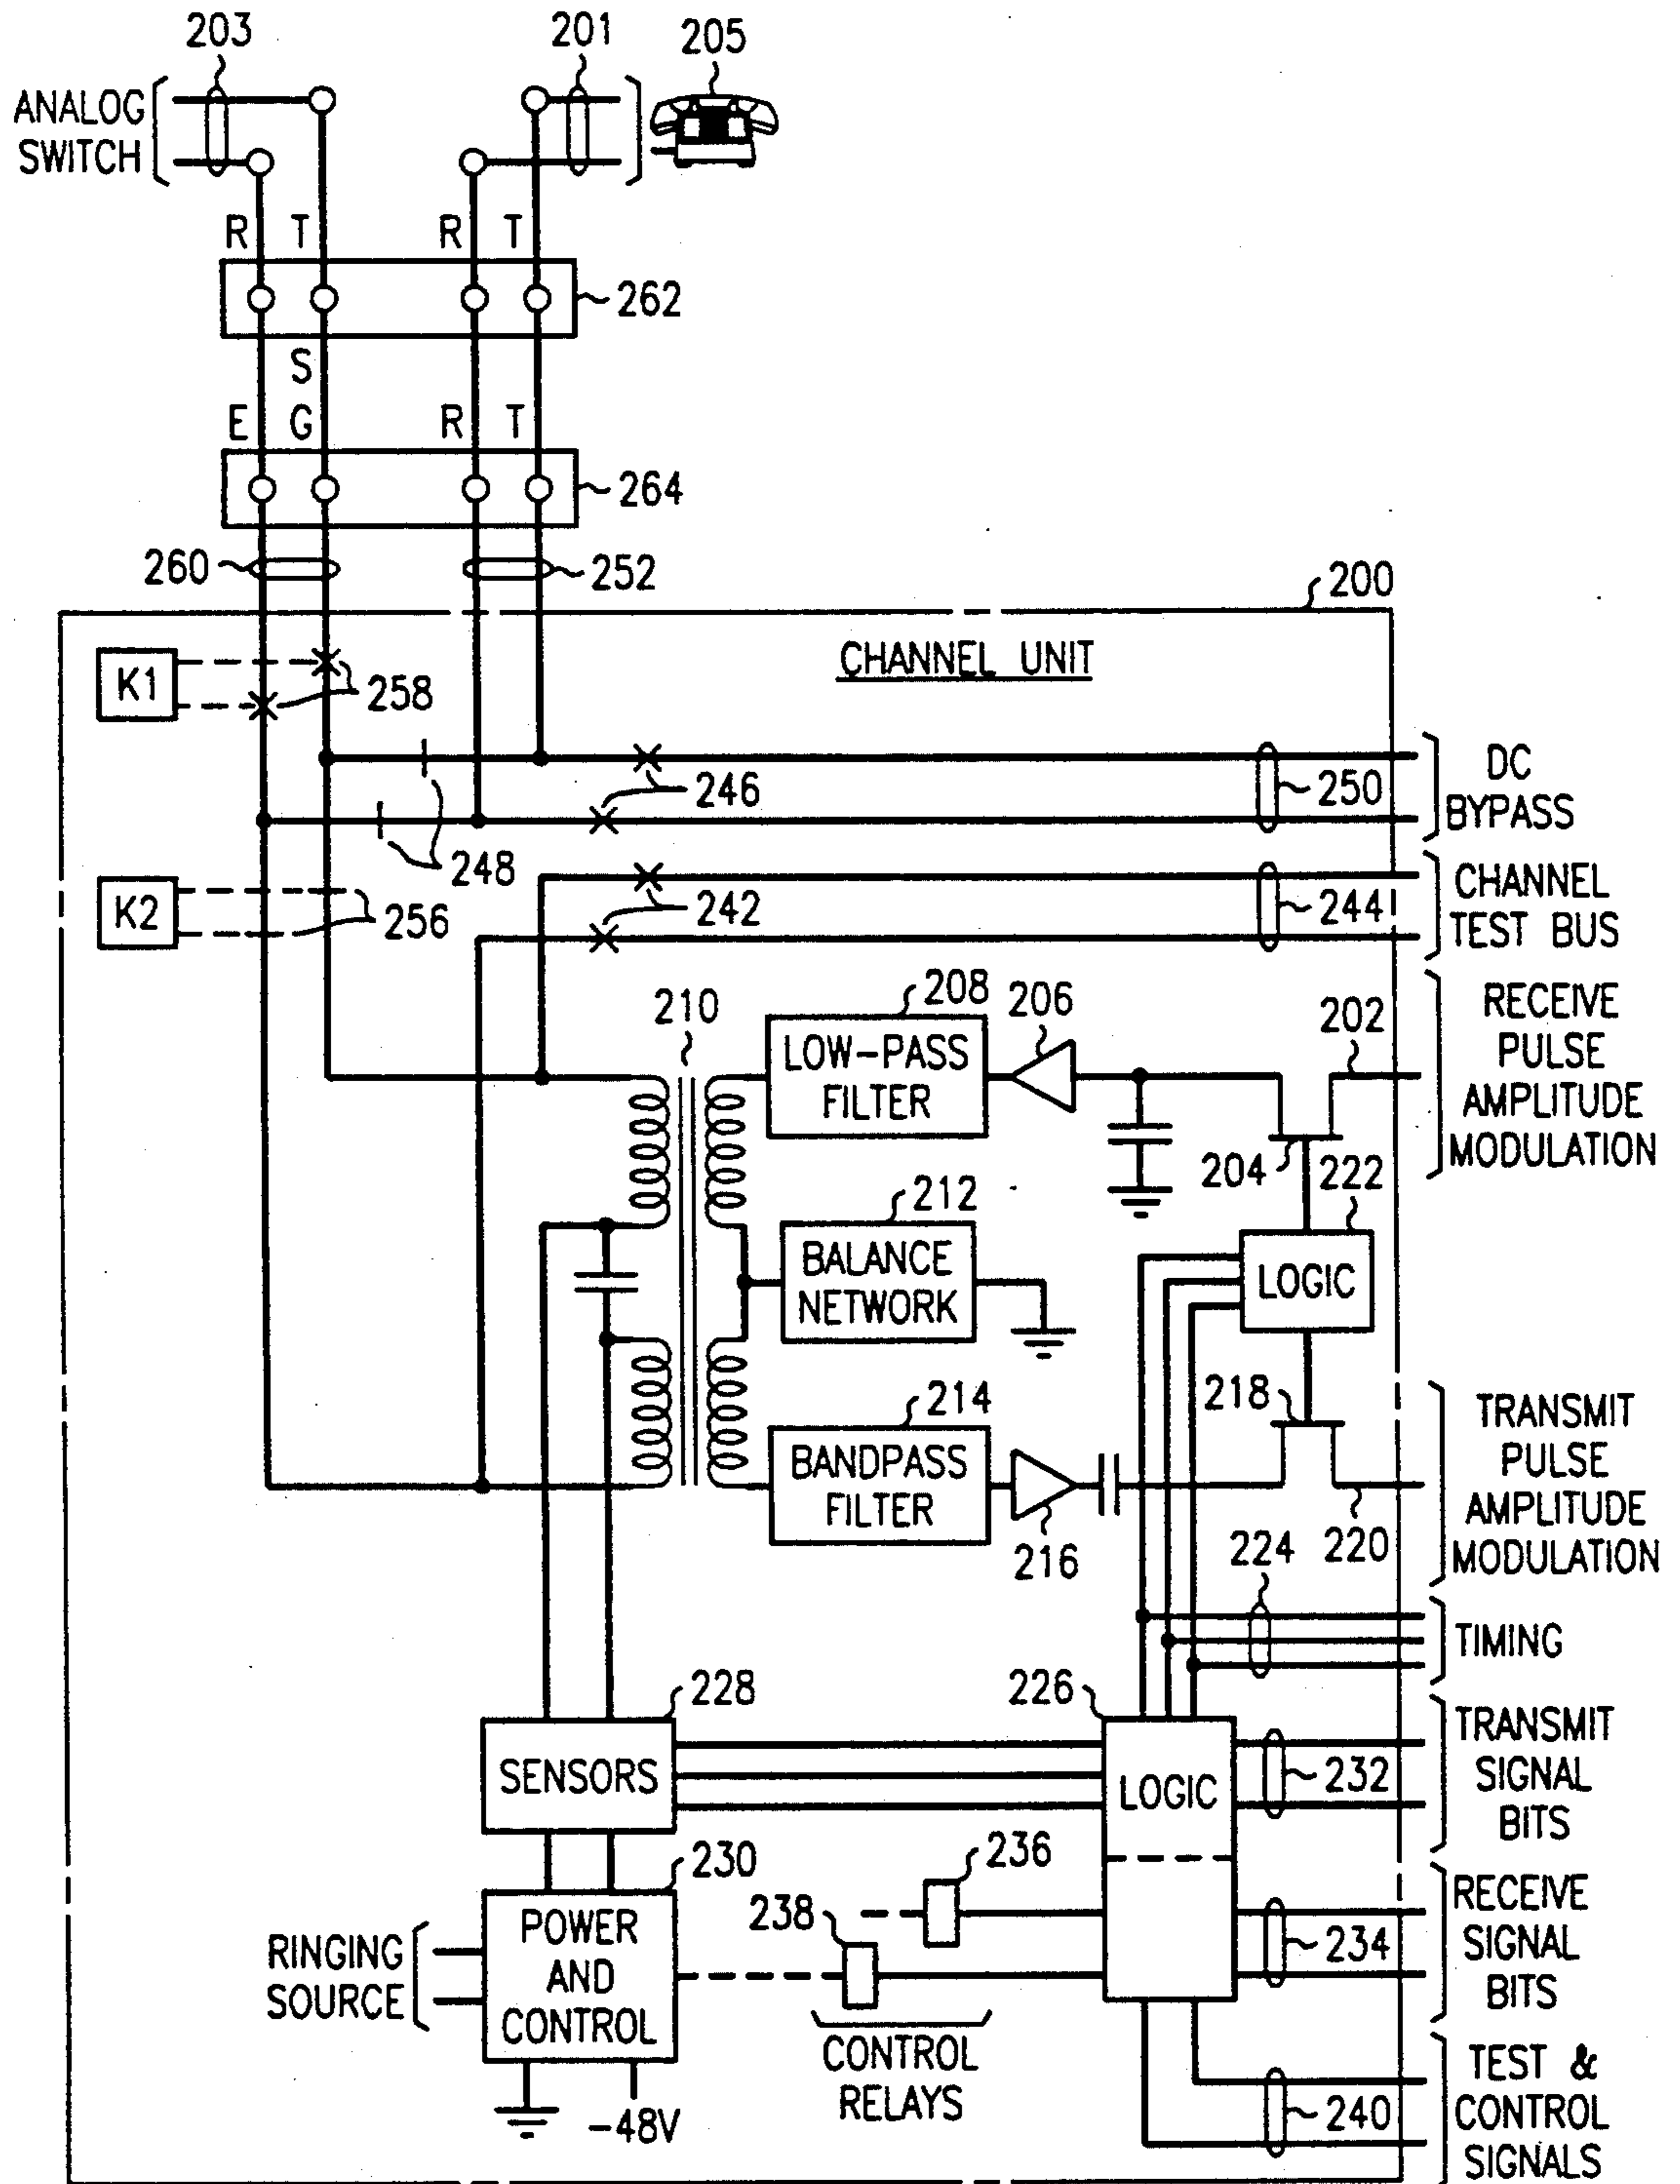 203
201
205
ANALOG
SWITCH
R T R T
262
S
E G R T
264
260
252
200
CHANNEL UNIT
K1
258
246
250
DC
BYPASS
248
K2
256
242
244
CHANNEL
TEST BUS
210
208
206
202
RECEIVE
PULSE
AMPLITUDE
MODULATION
LOW-PASS
FILTER
204
222
212
BALANCE
NETWORK
LOGIC
214
218
TRANSMIT
PULSE
AMPLITUDE
MODULATION
BANDPASS
FILTER
216
224
220
TIMING
228
226
SENSORS
LOGIC
232
TRANSMIT
SIGNAL
BITS
230
236
238
234
RECEIVE
SIGNAL
BITS
RINGING
SOURCE
POWER
AND
CONTROL
CONTROL
RELAYS
-48V
240
TEST &
CONTROL
SIGNALS